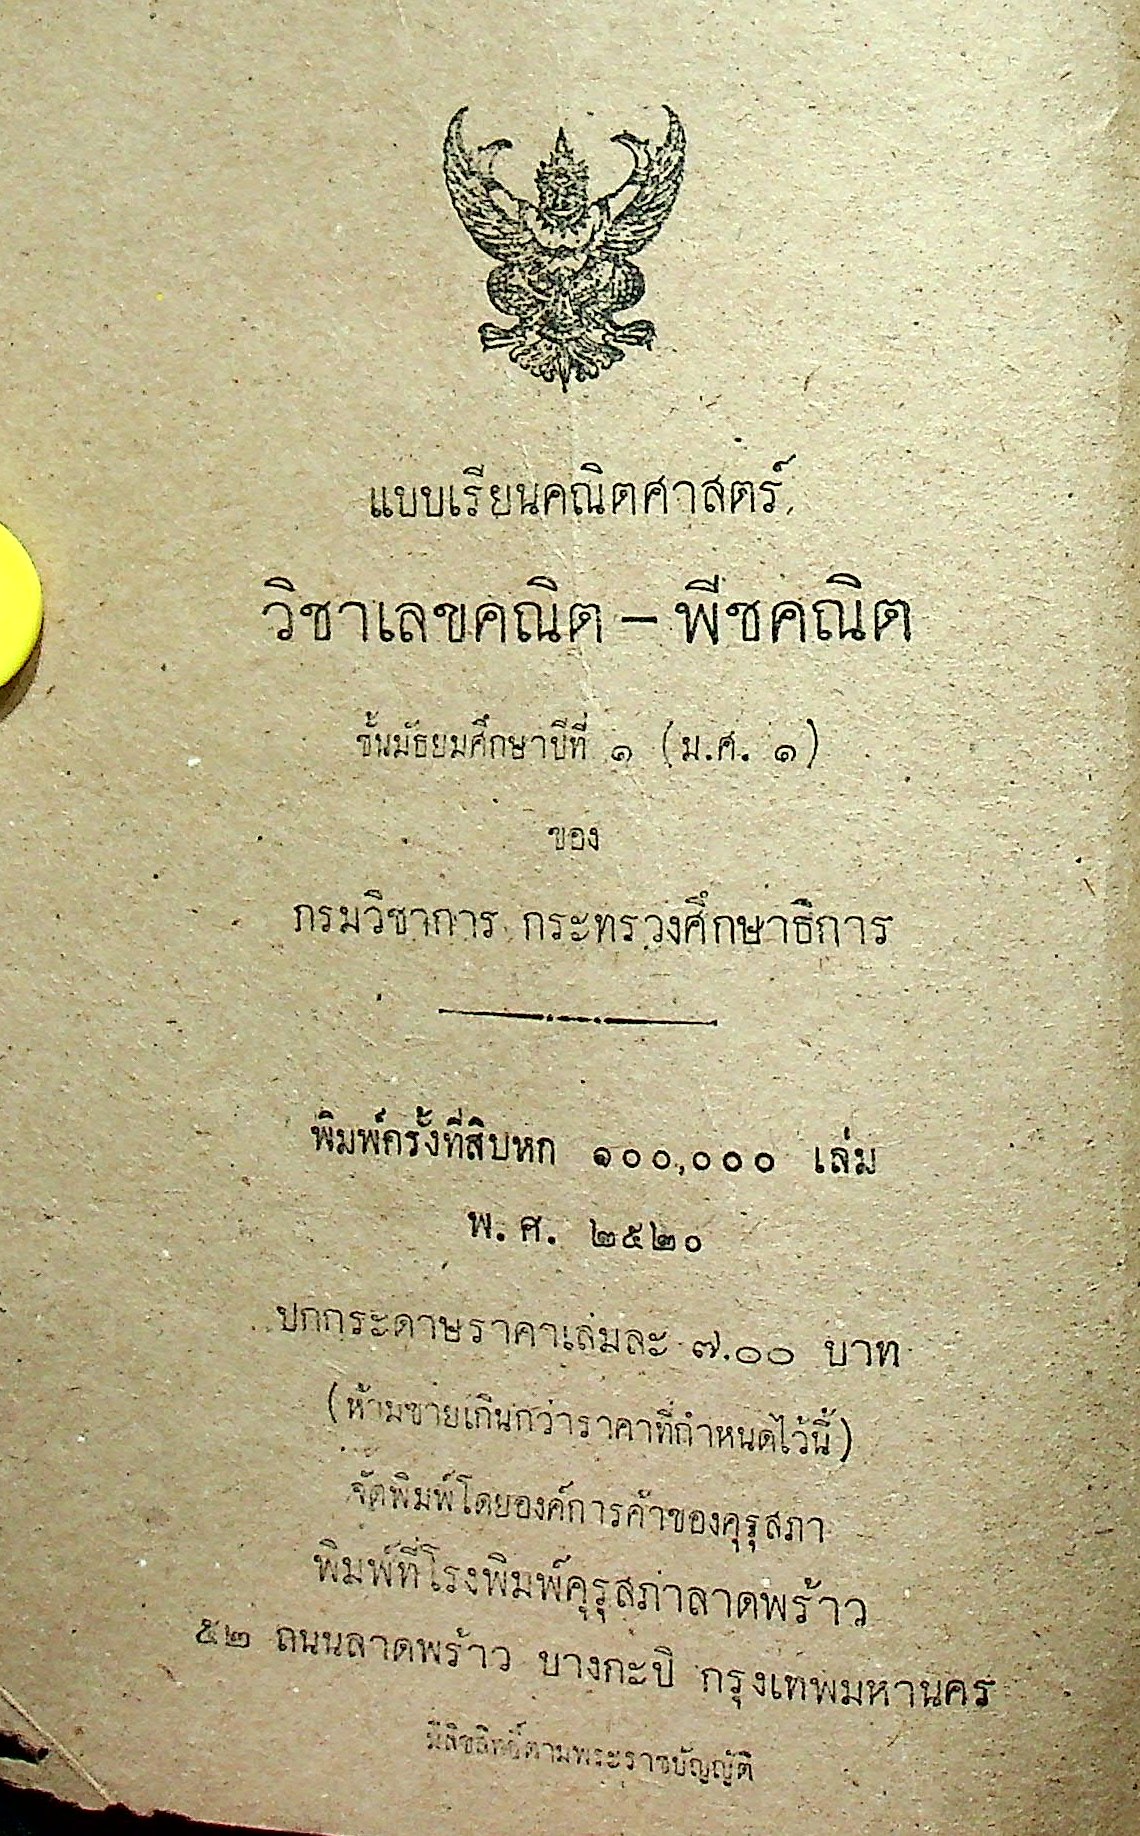 แบบเรียนคณิตศาสตร์
วิชาเลขคณิต – พีชคณิต
ชั้นมัธยมศึกษาปีที่ ๑ (ม.ศ. ๑)
ของ
กรมวิชาการ กระทรวงศึกษาธิการ
พิมพ์ครั้งที่สิบหก ๑๐๐,๐๐๐ เล่ม
พ.ศ. ๒๕๒๐
ปกกระดาษราคาเล่มละ ๗.๐๐ บาท
(ห้ามขายเกินกว่าราคาที่กำหนดไว้นี้)
จัดพิมพ์โดยองค์การค้าของคุรุสภา
พิมพ์ที่โรงพิมพ์คุรุสภาลาดพร้าว
๕๒ ถนนลาดพร้าว บางกะปิ กรุงเทพมหานคร
มีลิขสิทธิ์ตามพระราชบัญญัติ